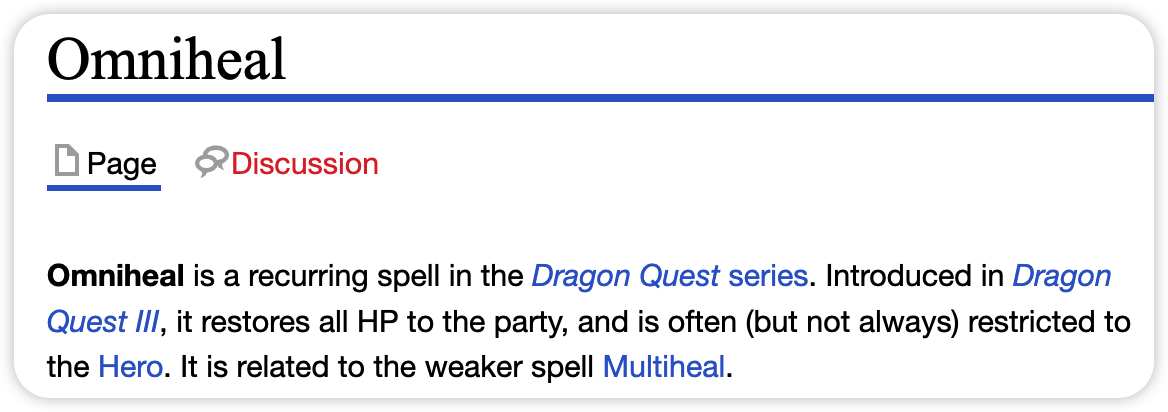 Omniheal
Page Discussion
Omniheal is a recurring spell in the Dragon Quest series. Introduced in Dragon
Quest III, it restores all HP to the party, and is often (but not always) restricted to
the Hero. It is related to the weaker spell Multiheal.